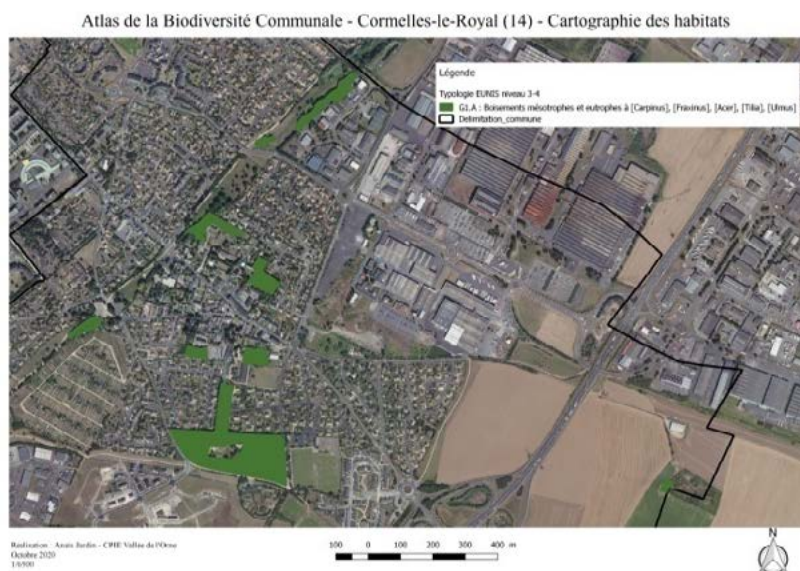 Atlas de la Biodiversité Communale - Cormelles-le-Royal (14) - Cartographie des habitats
Légende
Typologie EUNIS niveau 3-4
G1.A : Boisements mésotrophes et eutrophes à [Carpinus], [Fraxinus], [Acer], [Tilia], [Ulmus]
Delimitation_commune
Réalisation : Anaïs Jardin - CPIE Vallée de l'Orne
Octobre 2020
1/6500
100 0 100 200 300 400 m
N